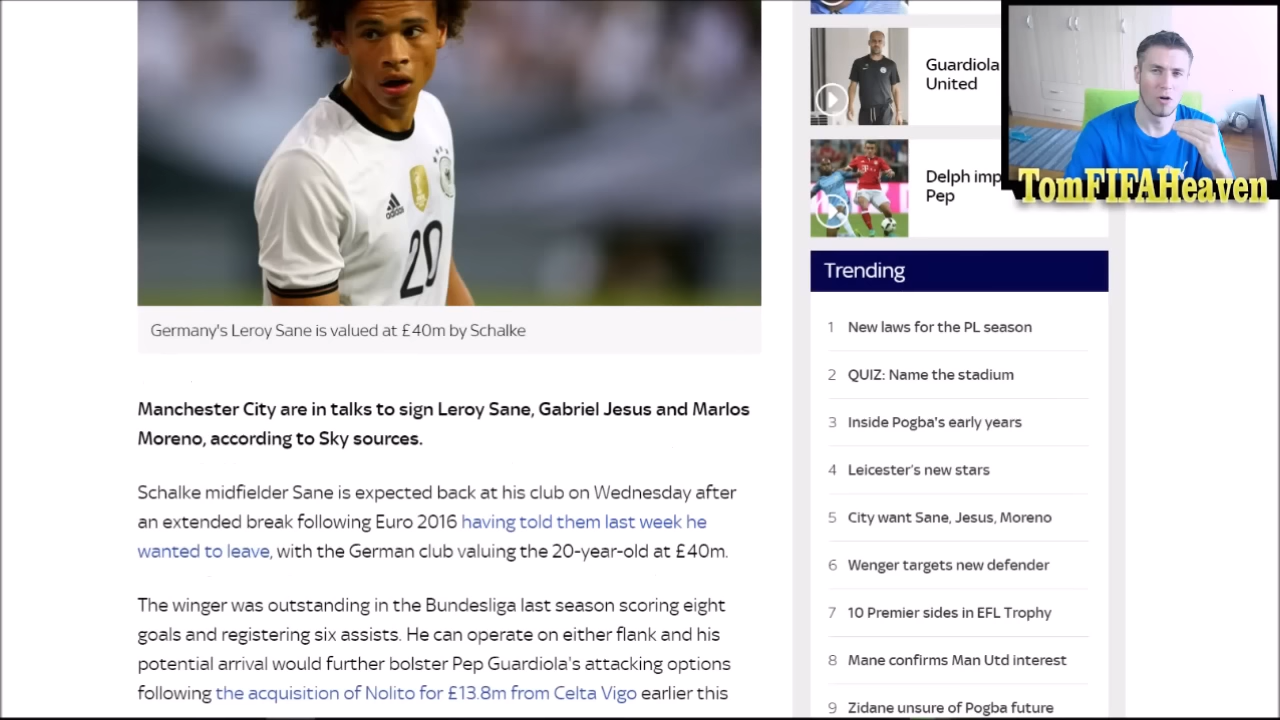 20
Germany's Leroy Sane is valued at £40m by Schalke
Manchester City are in talks to sign Leroy Sane, Gabriel Jesus and Marlos
Moreno, according to Sky sources.
Schalke midfielder Sane is expected back at his club on Wednesday after
an extended break following Euro 2016 having told them last week he
wanted to leave, with the German club valuing the 20-year-old at £40m.
The winger was outstanding in the Bundesliga last season scoring eight
goals and registering six assists. He can operate on either flank and his
potential arrival would further bolster Pep Guardiola's attacking options
following the acquisition of Nolito for £13.8m from Celta Vigo earlier this
Guardiola
United
Delph imp
Pep
TomFIFAHeaven
Trending
1 New laws for the PL season
2 QUIZ: Name the stadium
3 Inside Pogba's early years
4 Leicester's new stars
5 City want Sane, Jesus, Moreno
6 Wenger targets new defender
7 10 Premier sides in EFL Trophy
8 Mane confirms Man Utd interest
9 Zidane unsure of Pogba future